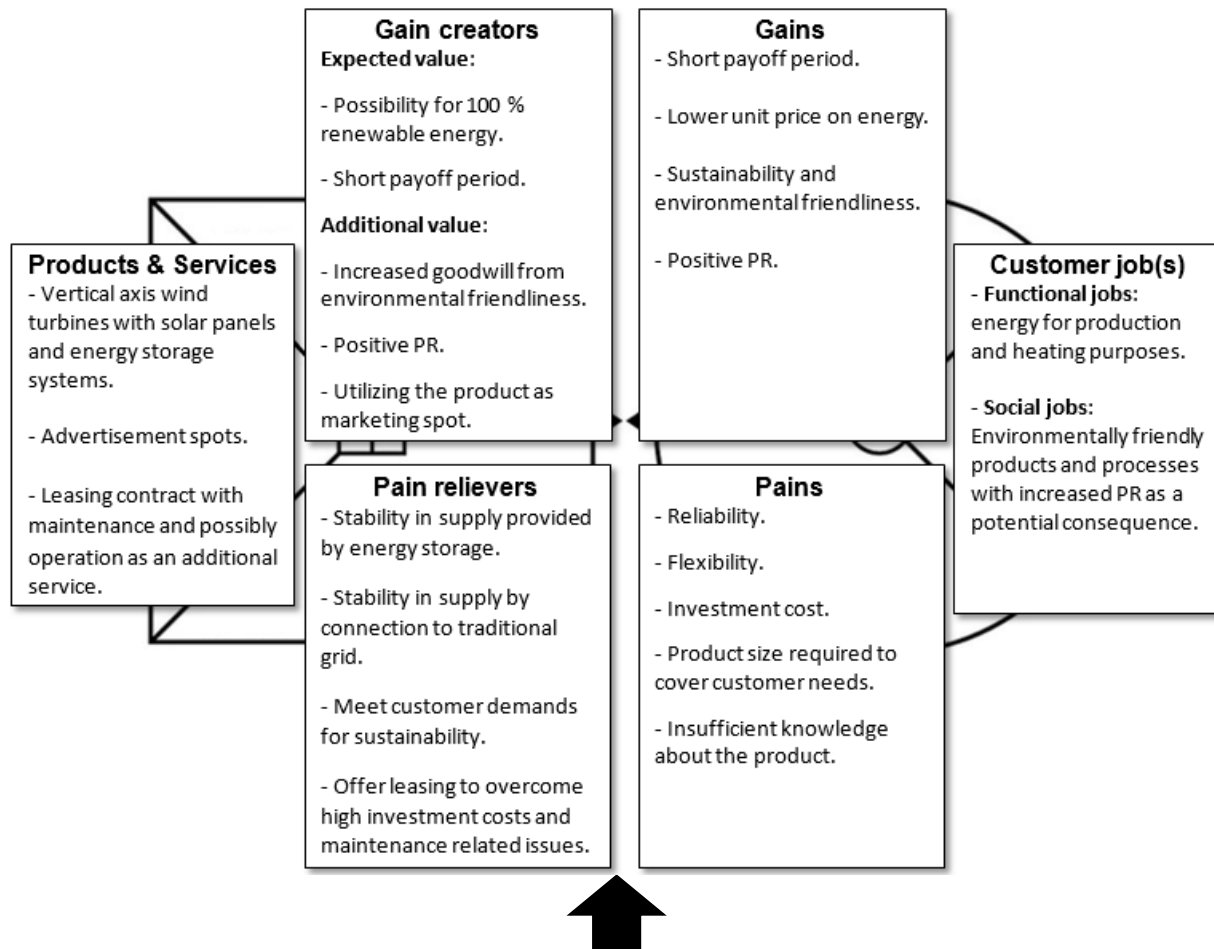 Products & Services
- Vertical axis wind
turbines with solar panels
and energy storage
systems.
- Advertisement spots.
- Leasing contract with
maintenance and possibly
operation as an additional
service.
Gain creators
Expected value:
- Possibility for 100 %
renewable energy.
- Short payoff period.
Additional value:
- Increased goodwill from
environmental friendliness.
- Positive PR.
- Utilizing the product as
marketing spot.
Pain relievers
- Stability in supply provided
by energy storage.
- Stability in supply by
connection to traditional
grid.
- Meet customer demands
for sustainability.
- Offer leasing to overcome
high investment costs and
maintenance related issues.
Gains
- Short payoff period.
- Lower unit price on energy.
- Sustainability and
environmental friendliness.
- Positive PR.
Pains
- Reliability.
- Flexibility.
- Investment cost.
- Product size required to
cover customer needs.
- Insufficient knowledge
about the product.
Customer job(s)
- Functional jobs:
energy for production
and heating purposes.
- Social jobs:
Environmentally friendly
products and processes
with increased PR as a
potential consequence.